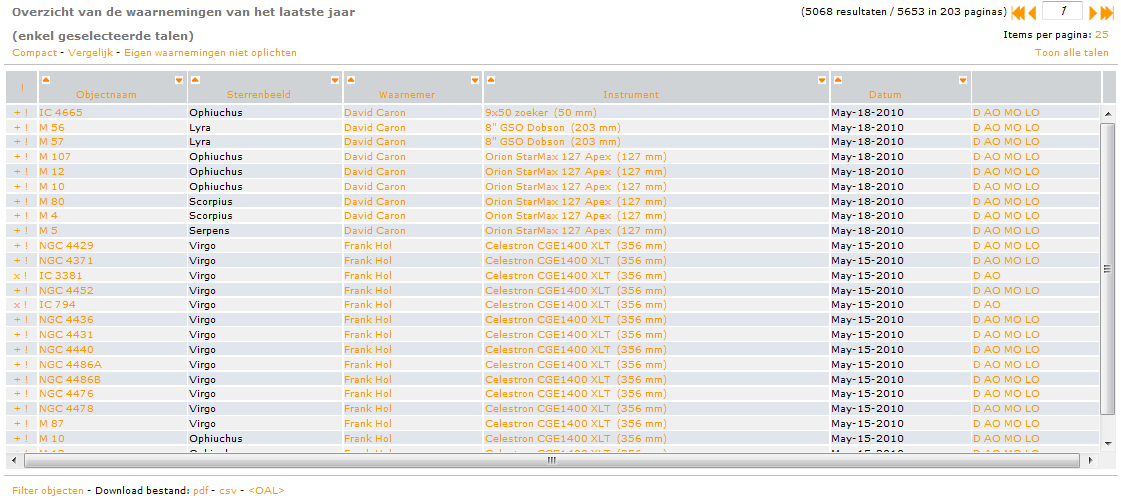 Overzicht van de waarnemingen van het laatste jaar
(5068 resultaten / 5653 in 203 paginas) 1
(enkel geselecteerde talen)
Items per pagina: 25
Compact - Vergelijk - Eigen waarnemingen niet oplichten
Toon alle talen
! Objectnaam Sterrenbeeld Waarnemer Instrument Datum
+ ! IC 4665 Ophiuchus David Caron 9x50 zoeker (50 mm) May-18-2010 D AO MO LO
+ ! M 56 Lyra David Caron 8" GSO Dobson (203 mm) May-18-2010 D AO MO LO
+ ! M 57 Lyra David Caron 8" GSO Dobson (203 mm) May-18-2010 D AO MO LO
+ ! M 107 Ophiuchus David Caron Orion StarMax 127 Apex (127 mm) May-18-2010 D AO MO LO
+ ! M 12 Ophiuchus David Caron Orion StarMax 127 Apex (127 mm) May-18-2010 D AO MO LO
+ ! M 10 Ophiuchus David Caron Orion StarMax 127 Apex (127 mm) May-18-2010 D AO MO LO
+ ! M 80 Scorpius David Caron Orion StarMax 127 Apex (127 mm) May-18-2010 D AO MO LO
+ ! M 4 Scorpius David Caron Orion StarMax 127 Apex (127 mm) May-18-2010 D AO MO LO
+ ! M 5 Serpens David Caron Orion StarMax 127 Apex (127 mm) May-18-2010 D AO MO LO
+ ! NGC 4429 Virgo Frank Hol Celestron CGE1400 XLT (356 mm) May-15-2010 D AO MO LO
+ ! NGC 4371 Virgo Frank Hol Celestron CGE1400 XLT (356 mm) May-15-2010 D AO MO LO
x ! IC 3381 Virgo Frank Hol Celestron CGE1400 XLT (356 mm) May-15-2010 D AO
+ ! NGC 4452 Virgo Frank Hol Celestron CGE1400 XLT (356 mm) May-15-2010 D AO MO LO
x ! IC 794 Virgo Frank Hol Celestron CGE1400 XLT (356 mm) May-15-2010 D AO
+ ! NGC 4436 Virgo Frank Hol Celestron CGE1400 XLT (356 mm) May-15-2010 D AO MO LO
+ ! NGC 4431 Virgo Frank Hol Celestron CGE1400 XLT (356 mm) May-15-2010 D AO MO LO
+ ! NGC 4440 Virgo Frank Hol Celestron CGE1400 XLT (356 mm) May-15-2010 D AO MO LO
+ ! NGC 4486A Virgo Frank Hol Celestron CGE1400 XLT (356 mm) May-15-2010 D AO MO LO
+ ! NGC 4486B Virgo Frank Hol Celestron CGE1400 XLT (356 mm) May-15-2010 D AO MO LO
+ ! NGC 4476 Virgo Frank Hol Celestron CGE1400 XLT (356 mm) May-15-2010 D AO MO LO
+ ! NGC 4478 Virgo Frank Hol Celestron CGE1400 XLT (356 mm) May-15-2010 D AO MO LO
+ ! M 87 Virgo Frank Hol Celestron CGE1400 XLT (356 mm) May-15-2010 D AO MO LO
+ ! M 10 Ophiuchus Frank Hol Celestron CGE1400 XLT (356 mm) May-15-2010 D AO MO LO
Filter objecten - Download bestand: pdf - csv - <OAL>